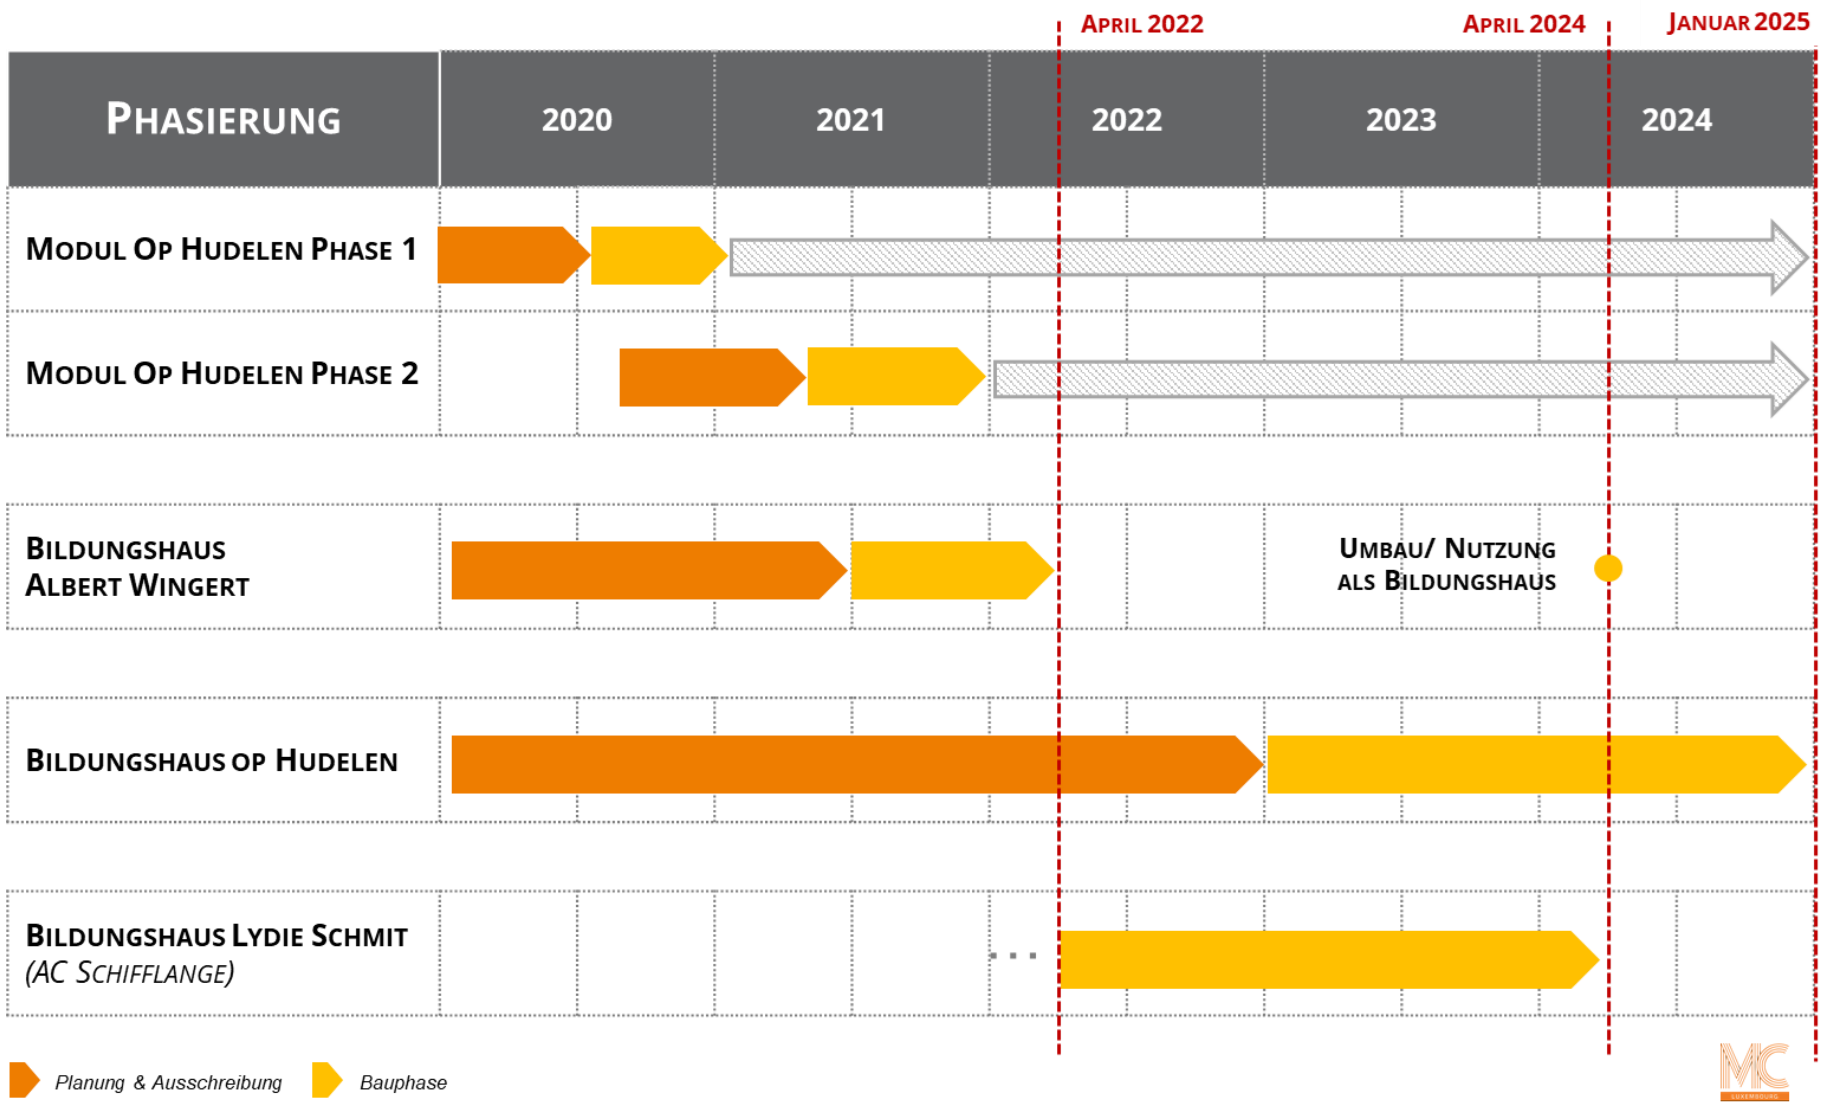 APRIL 2022
APRIL 2024
JANUAR 2025
PHASIERUNG
2020
2021
2022
2023
2024
MODUL OP HUDELEN PHASE 1
MODUL OP HUDELEN PHASE 2
BILDUNGSHAUS
ALBERT WINGERT
UMBAU/ NUTZUNG
ALS BILDUNGSHAUS
BILDUNGSHAUS OP HUDELEN
BILDUNGSHAUS LYDIE SCHMIT
(AC SCHIFFLANGE)
...
Planung & Ausschreibung
Bauphase
MC
LUXEMBOURG